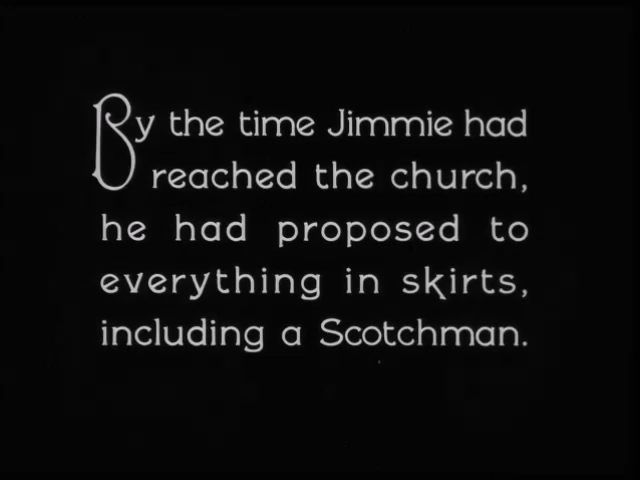 By the time Jimmie had
reached the church,
he had proposed to
everything in skirts,
including a Scotchman.